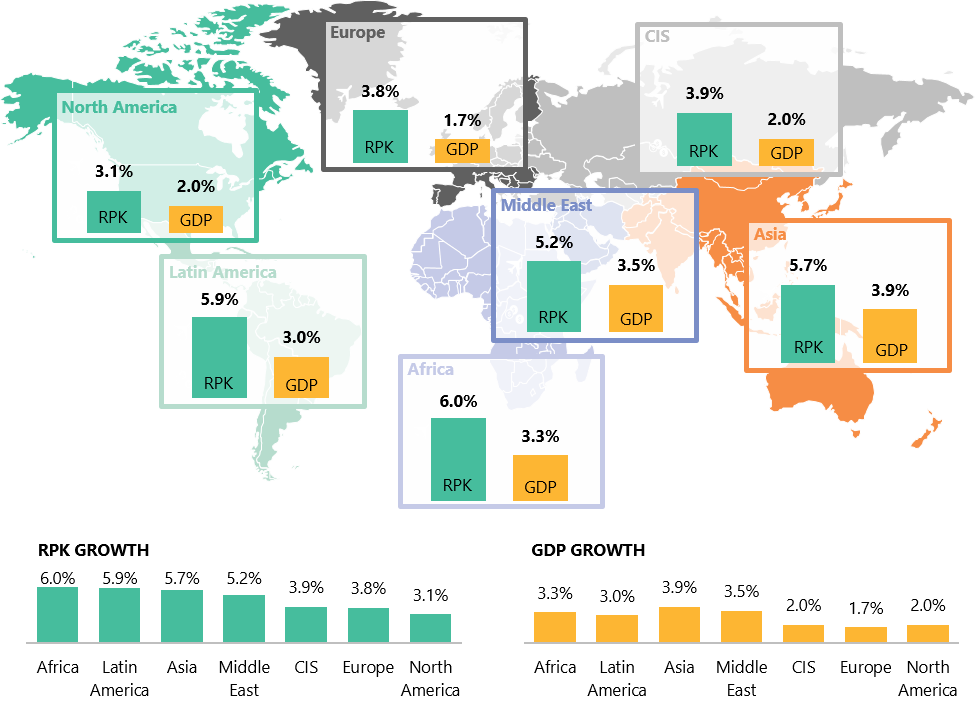 Europe
3.8%
1.7%
RPK
GDP
CIS
3.9%
2.0%
RPK
GDP
North America
3.1%
2.0%
RPK
GDP
Middle East
5.2%
3.5%
RPK
GDP
Asia
5.7%
3.9%
RPK
GDP
Latin America
5.9%
3.0%
RPK
GDP
Africa
6.0%
3.3%
RPK
GDP
RPK GROWTH
6.0% 5.9% 5.7% 5.2% 3.9% 3.8% 3.1%
Africa Latin Asia Middle CIS Europe North
America East America
GDP GROWTH
3.3% 3.0% 3.9% 3.5% 2.0% 1.7% 2.0%
Africa Latin Asia Middle CIS Europe North
America East America